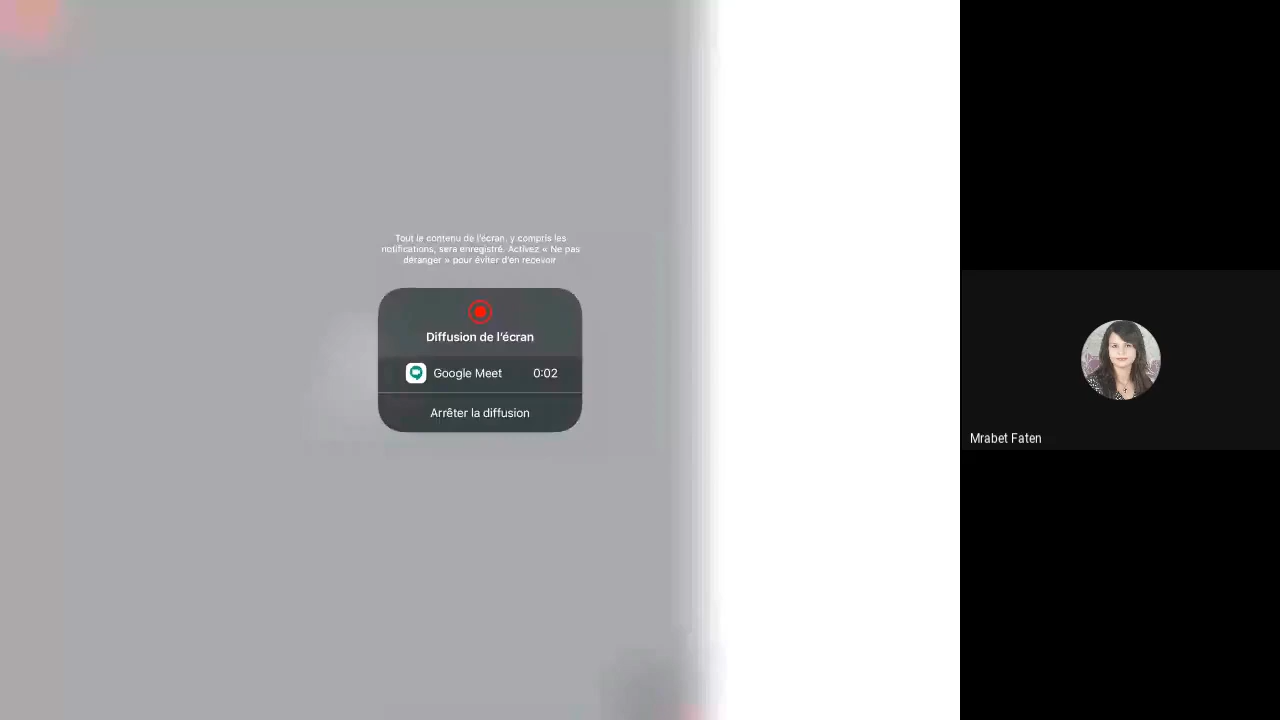 Tout le contenu de l'écran, y compris les
notifications, sera enregistré. Activez « Ne pas
déranger » pour éviter d'en recevoir
Diffusion de l'écran
Google Meet 0:02
Arrêter la diffusion
Mrabet Faten